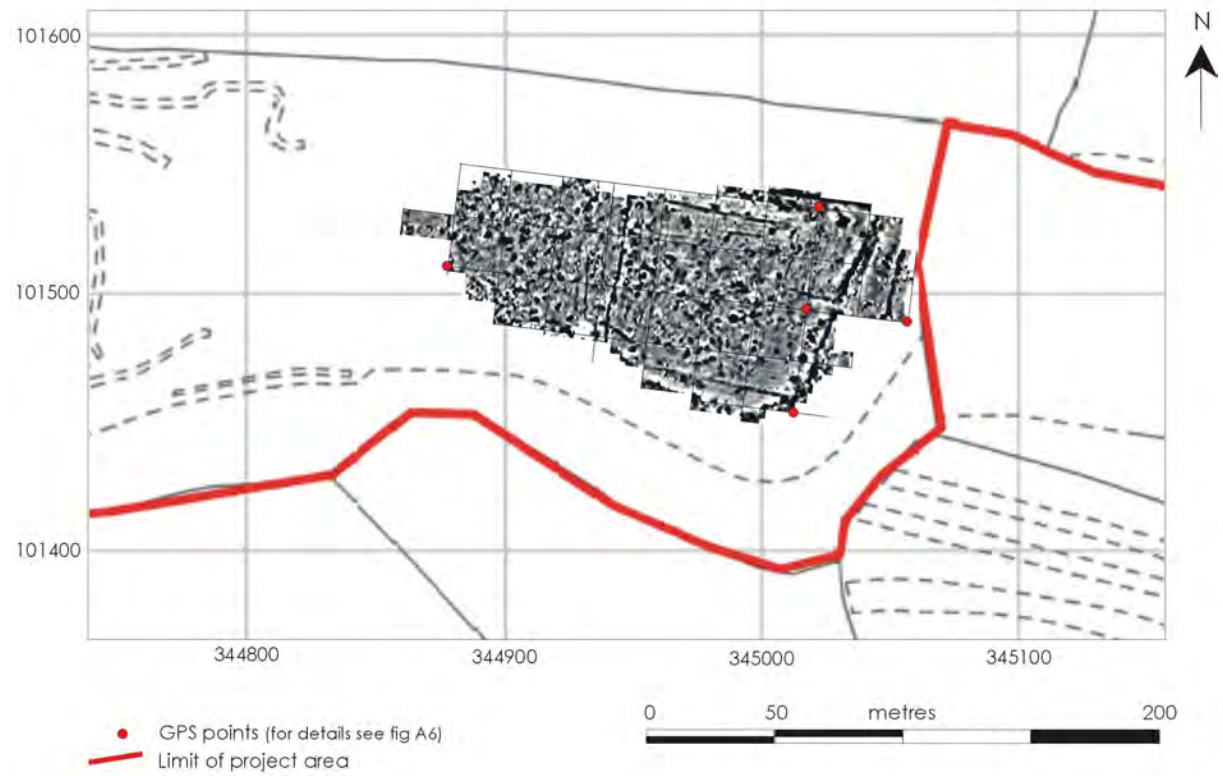 101600
N
101500
101400
344800 344900 345000 345100
0 50 metres 200
GPS points (for details see fig A6)
Limit of project area